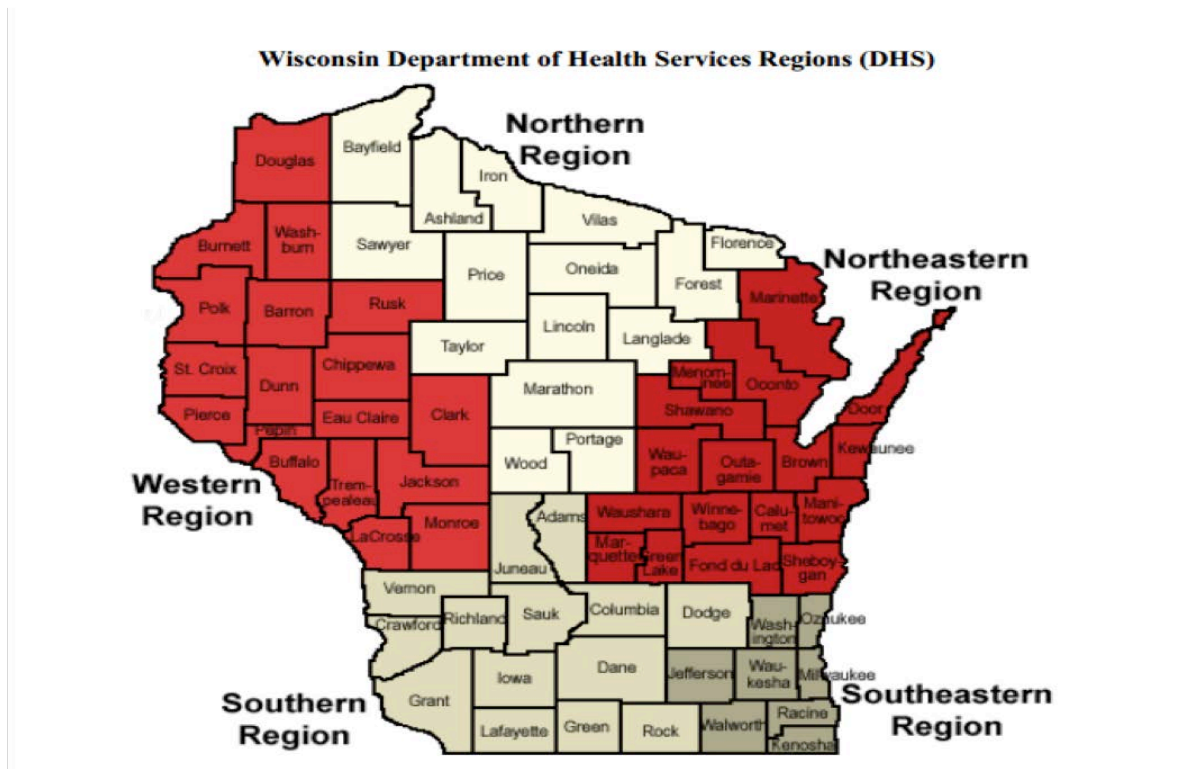 Wisconsin Department of Health Services Regions (DHS)
Northern
Region
Bayfield
Douglas
Iron
Ashland
Vilas
Burnett
Wash-
burn
Sawyer
Florence
Price
Oneida
Forest
Northeastern
Region
Marinette
Polk
Barron
Rusk
Lincoln
Langlade
Taylor
St. Croix
Dunn
Chippewa
Menom-
nee
Oconto
Marathon
Pierce
Eau Claire
Clark
Shawano
Door
Pepin
Portage
Kewaunee
Buffalo
Wood
Wau-
paca
Outa-
gamie
Brown
Western
Region
Trem-
pealeau
Jackson
Monroe
LaCrosse
Adams
Waushara
Winne-
bago
Calu-
met
Mani-
towoc
Juneau
Mar-
quette
Green
Lake
Fond du Lac
Sheboy-
gan
Vernon
Crawford
Richland
Sauk
Columbia
Dodge
Wash-
ington
Ozaukee
Iowa
Dane
Jefferson
Wau-
kesha
Milwaukee
Southeastern
Region
Southern
Region
Grant
Lafayette
Green
Rock
Walworth
Racine
Kenosha